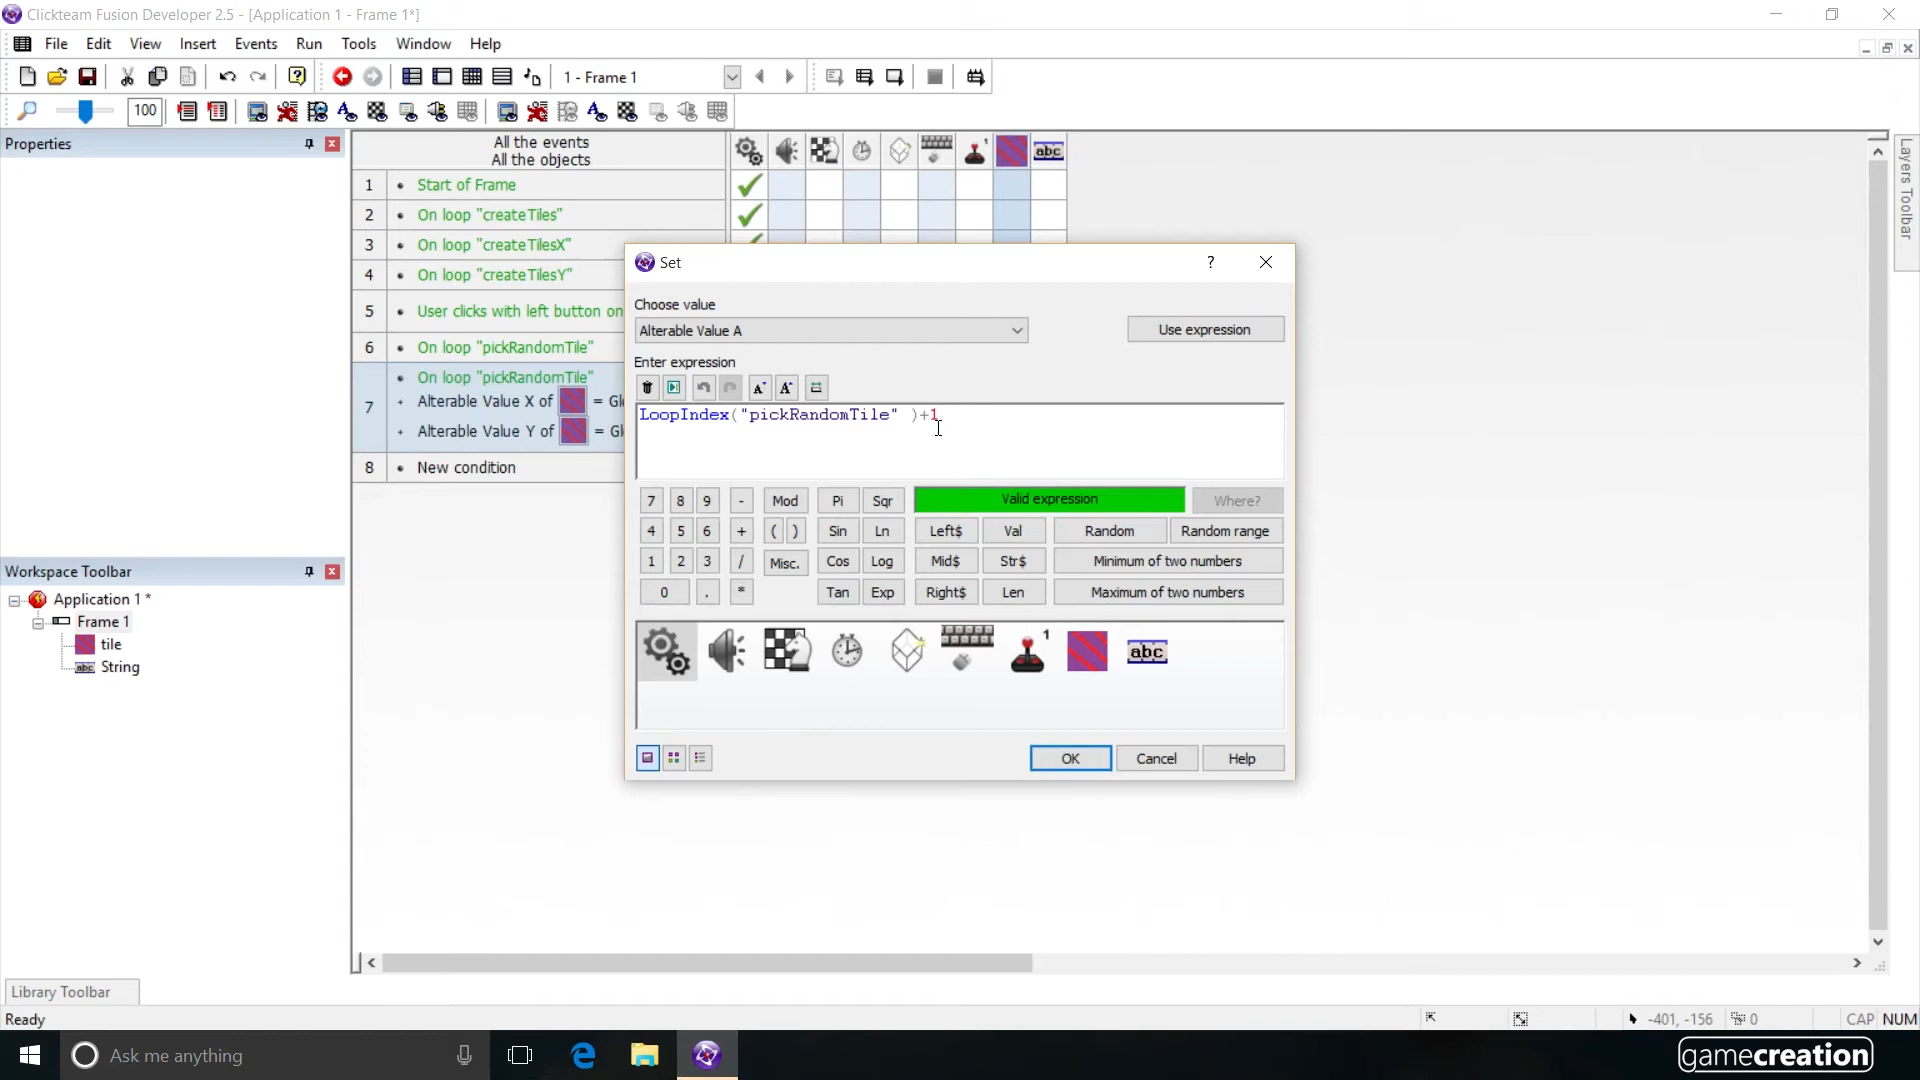 Clickteam Fusion Developer 2.5 - [Application 1 - Frame 1*]
File Edit View Insert Events Run Tools Window Help
1 - Frame 1
100
Properties
All the events
All the objects
1 • Start of Frame
2 • On loop "createTiles"
3 • On loop "createTilesX"
4 • On loop "createTilesY"
5 • User clicks with left button on
6 • On loop "pickRandomTile"
7 • On loop "pickRandomTile"
+ Alterable Value X of = Gl
+ Alterable Value Y of = Gl
8 • New condition
abc
1
Layers Toolbar
Set
?
Choose value
Alterable Value A
Use expression
Enter expression
LoopIndex("pickRandomTile" )+1
7 8 9 - Mod Pi Sqr Valid expression Where?
4 5 6 + ( ) Sin Ln Left$ Val Random Random range
1 2 3 / Misc. Cos Log Mid$ Str$ Minimum of two numbers
0 . * Tan Exp Right$ Len Maximum of two numbers
1
abc
OK Cancel Help
Workspace Toolbar
Application 1 *
Frame 1
tile
abc String
Library Toolbar
Ready
-401, -156 0 CAP NUM
Ask me anything
gamecreation